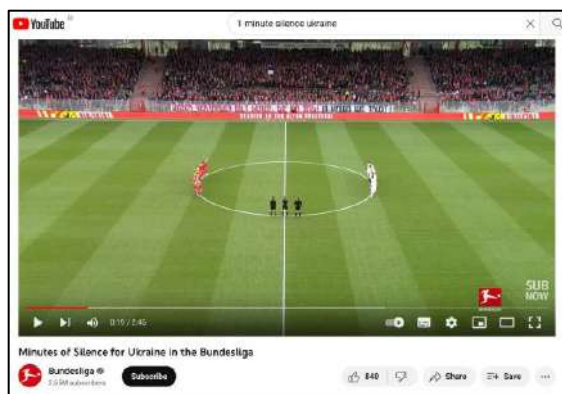 YouTube
1 minute silence ukraine
SUB
NOW
0:19 / 2:46
Minutes of Silence for Ukraine in the Bundesliga
Bundesliga
Subscribe
840
Share
Save